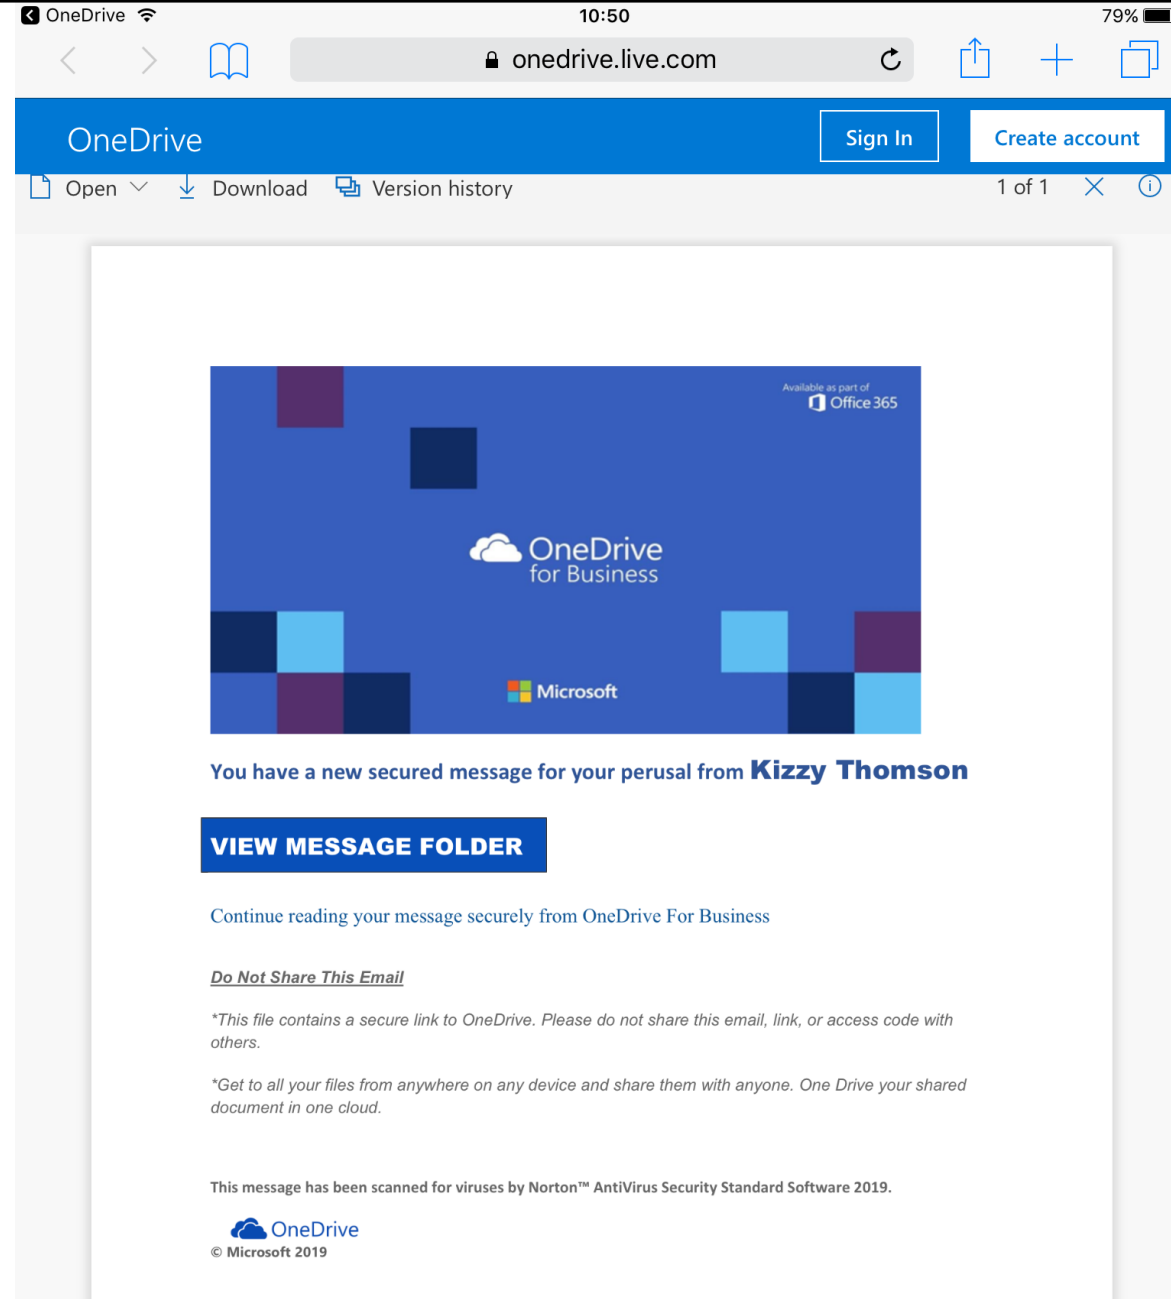 OneDrive
10:50
79%
onedrive.live.com
OneDrive
Sign In
Create account
Open
Download
Version history
1 of 1
Available as part of
Office 365
OneDrive
for Business
Microsoft
You have a new secured message for your perusal from Kizzy Thomson
VIEW MESSAGE FOLDER
Continue reading your message securely from OneDrive For Business
Do Not Share This Email
*This file contains a secure link to OneDrive. Please do not share this email, link, or access code with
others.
*Get to all your files from anywhere on any device and share them with anyone. One Drive your shared
document in one cloud.
This message has been scanned for viruses by Norton™ AntiVirus Security Standard Software 2019.
OneDrive
© Microsoft 2019